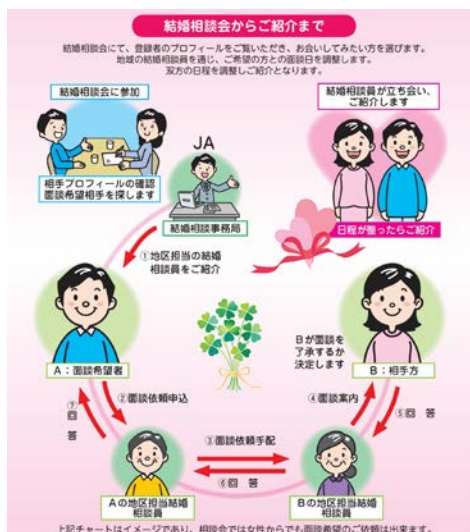 結婚相談会からご紹介まで
結婚相談会にて、登録者のプロフィールをご覧いただき、お会いしてみたい方を選びます。
地域の結婚相談員を通じ、ご希望の方との面談日を調整します。
双方の日程を調整しご紹介となります。
結婚相談会に参加
相手プロフィールの確認
面談希望相手を探します
JA
結婚相談事務局
結婚相談員が立ち会い、
ご紹介します
日程が整ったらご紹介
①地区担当の結婚
相談員をご紹介
A：面談希望者
Bが面談を
了承するか
決定します
B：相手方
②面談依頼申込
⑦回答
③面談依頼手配
⑥回 答
④面談案内
⑤回 答
Aの地区担当結婚
相談員
Bの地区担当結婚
相談員
上記チャートはイメージであり、相談会では女性からでも面談希望のご依頼は出来ます。